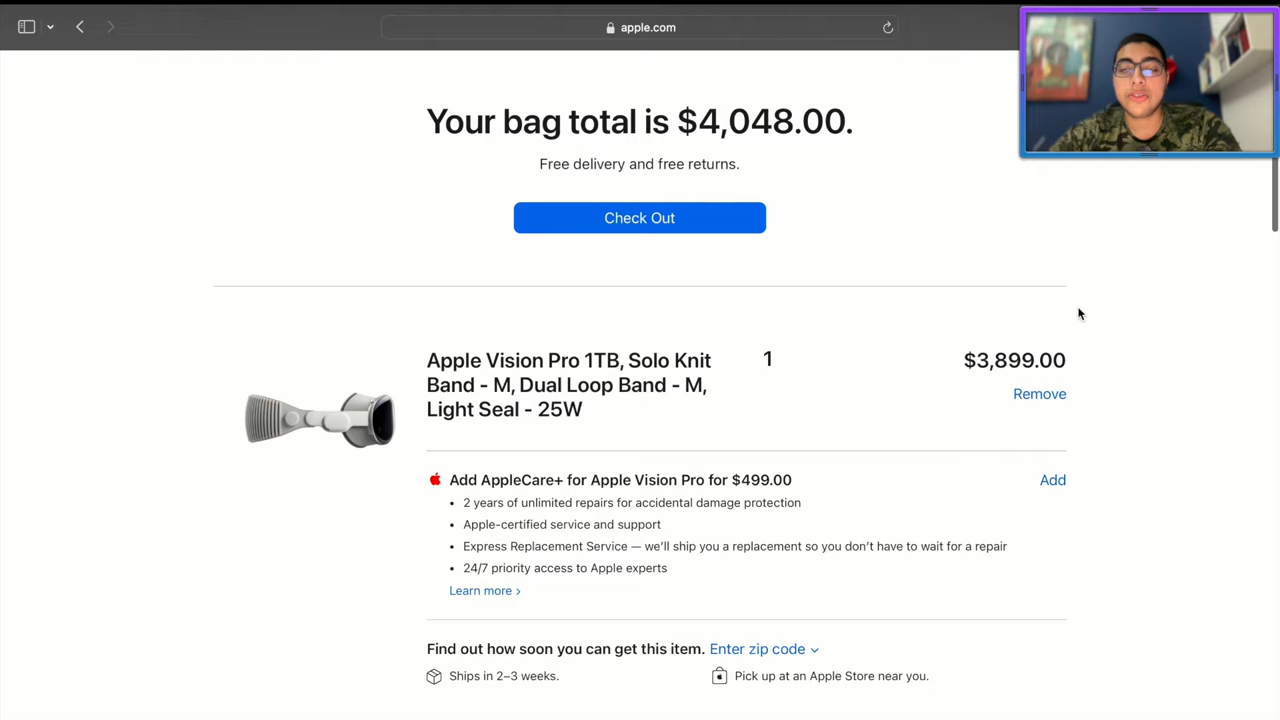 apple.com
Your bag total is $4,048.00.
Free delivery and free returns.
Check Out
Apple Vision Pro 1TB, Solo Knit
Band - M, Dual Loop Band - M,
Light Seal - 25W
1
$3,899.00
Remove
Add AppleCare+ for Apple Vision Pro for $499.00
Add
• 2 years of unlimited repairs for accidental damage protection
• Apple-certified service and support
• Express Replacement Service — we'll ship you a replacement so you don't have to wait for a repair
• 24/7 priority access to Apple experts
Learn more >
Find out how soon you can get this item. Enter zip code
Ships in 2–3 weeks.
Pick up at an Apple Store near you.